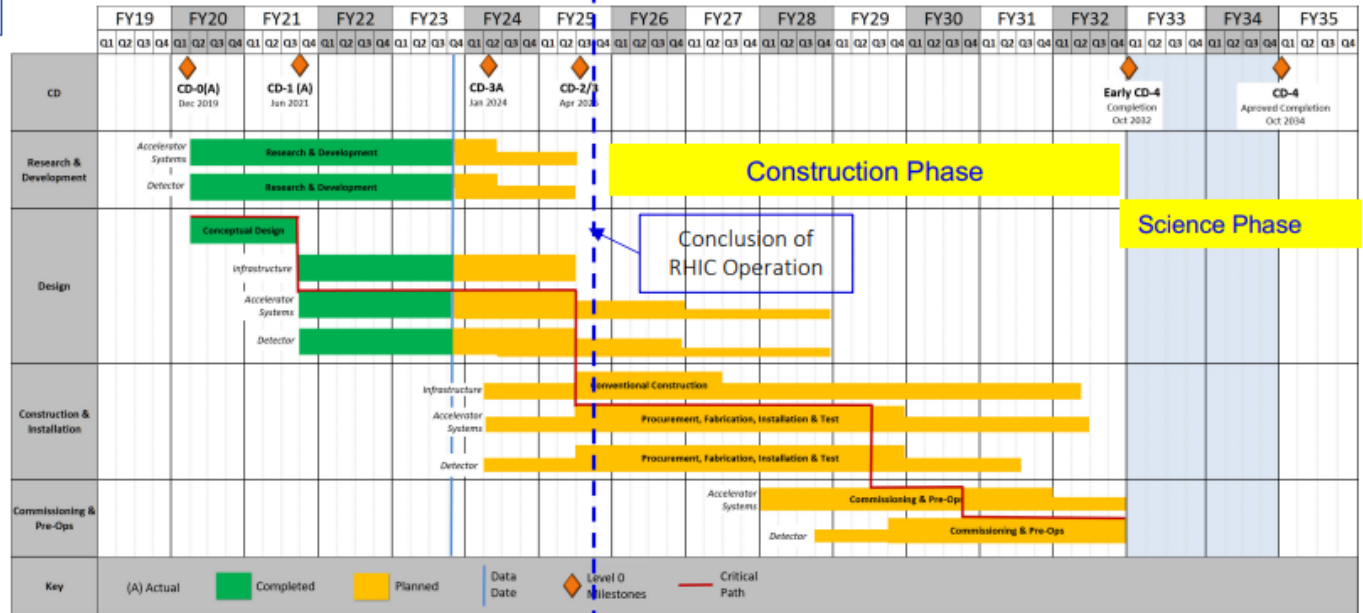 FY19 FY20 FY21 FY22 FY23 FY24 FY25 FY26 FY27 FY28 FY29 FY30 FY31 FY32 FY33 FY34 FY35
Q1 Q2 Q3 Q4 Q1 Q2 Q3 Q4 Q1 Q2 Q3 Q4 Q1 Q2 Q3 Q4 Q1 Q2 Q3 Q4 Q1 Q2 Q3 Q4 Q1 Q2 Q3 Q4 Q1 Q2 Q3 Q4 Q1 Q2 Q3 Q4 Q1 Q2 Q3 Q4 Q1 Q2 Q3 Q4 Q1 Q2 Q3 Q4 Q1 Q2 Q3 Q4 Q1 Q2 Q3 Q4 Q1 Q2 Q3 Q4 Q1 Q2 Q3 Q4 Q1 Q2 Q3 Q4
CD
CD-0(A)
Dec 2019
CD-1 (A)
Jun 2021
CD-3A
Jan 2024
CD-2/3
Apr
Early CD-4
Completion
Oct 2032
CD-4
Aproved Completion
Oct 2034
Research &
Development
Accelerator
Systems
Research & Development
Detector
Research & Development
Construction Phase
Science Phase
Conclusion of
RHIC Operation
Design
Conceptual Design
Infrastructure
Accelerator
Systems
Detector
Construction &
Installation
Infrastructure
Conventional Construction
Accelerator
Systems
Procurement, Fabrication, Installation & Test
Detector
Procurement, Fabrication, Installation & Test
Commissioning &
Pre-Ops
Accelerator
Systems
Commissioning & Pre-Ops
Detector
Commissioning & Pre-Ops
Key
(A) Actual
Completed
Planned
Data
Date
Level 0
Milestones
Critical
Path